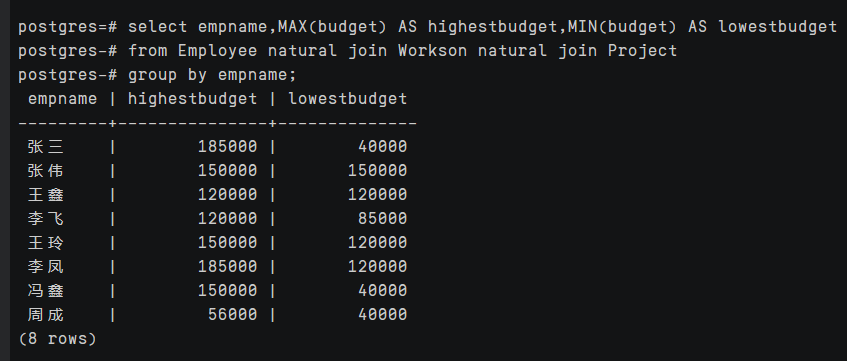 postgres=# select empname,MAX(budget) AS highestbudget,MIN(budget) AS lowestbudget
postgres-# from Employee natural join Workson natural join Project
postgres-# group by empname;
 empname | highestbudget | lowestbudget
---------+---------------+--------------
 张三    |        185000 |        40000
 张伟    |        150000 |       150000
 王鑫    |        120000 |       120000
 李飞    |        120000 |        85000
 王玲    |        150000 |       120000
 李凤    |        185000 |       120000
 冯鑫    |        150000 |        40000
 周成    |         56000 |        40000
(8 rows)